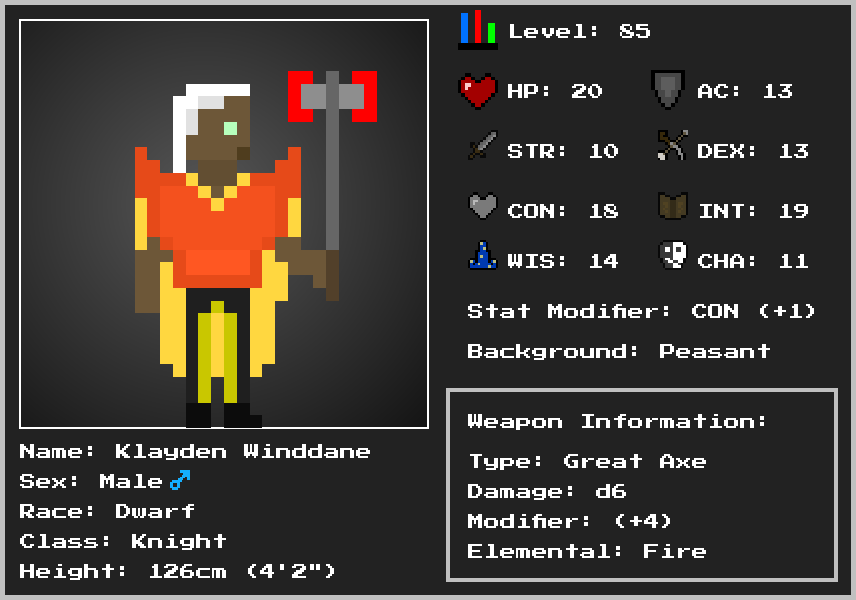 Level: 85
HP: 20
AC: 13
STR: 10
DEX: 13
CON: 18
INT: 19
WIS: 14
CHA: 11
Stat Modifier: CON (+1)
Background: Peasant
Weapon Information:
Type: Great Axe
Damage: d6
Modifier: (+4)
Elemental: Fire
Name: Klayden Winddane
Sex: Male♂
Race: Dwarf
Class: Knight
Height: 126cm (4'2")